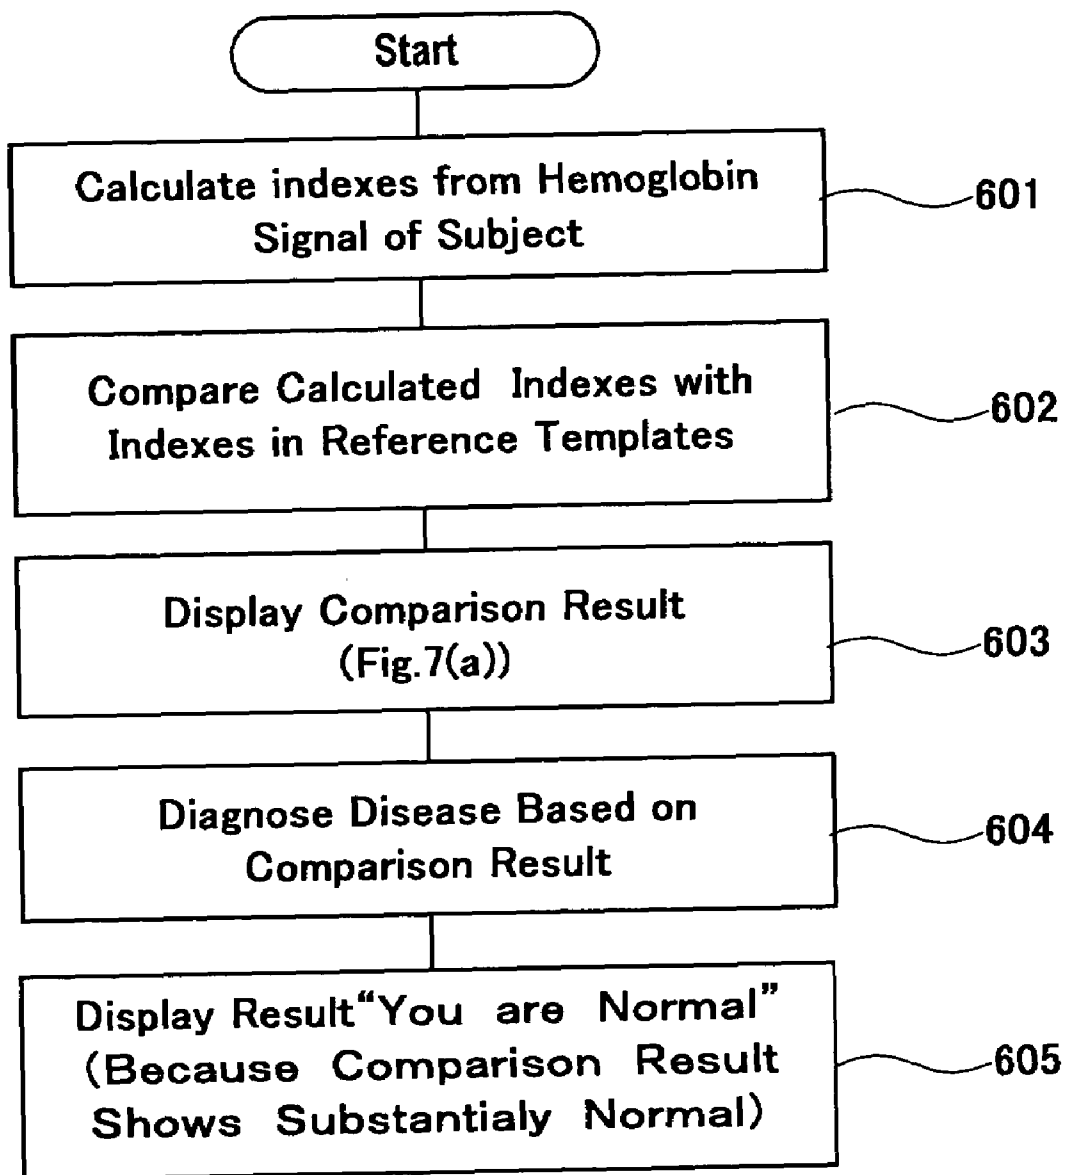 Start
Calculate indexes from Hemoglobin
Signal of Subject
601
Compare Calculated Indexes with
Indexes in Reference Templates
602
Display Comparison Result
(Fig.7(a))
603
Diagnose Disease Based on
Comparison Result
604
Display Result“You are Normal”
(Because Comparison Result
Shows Substantialy Normal)
605